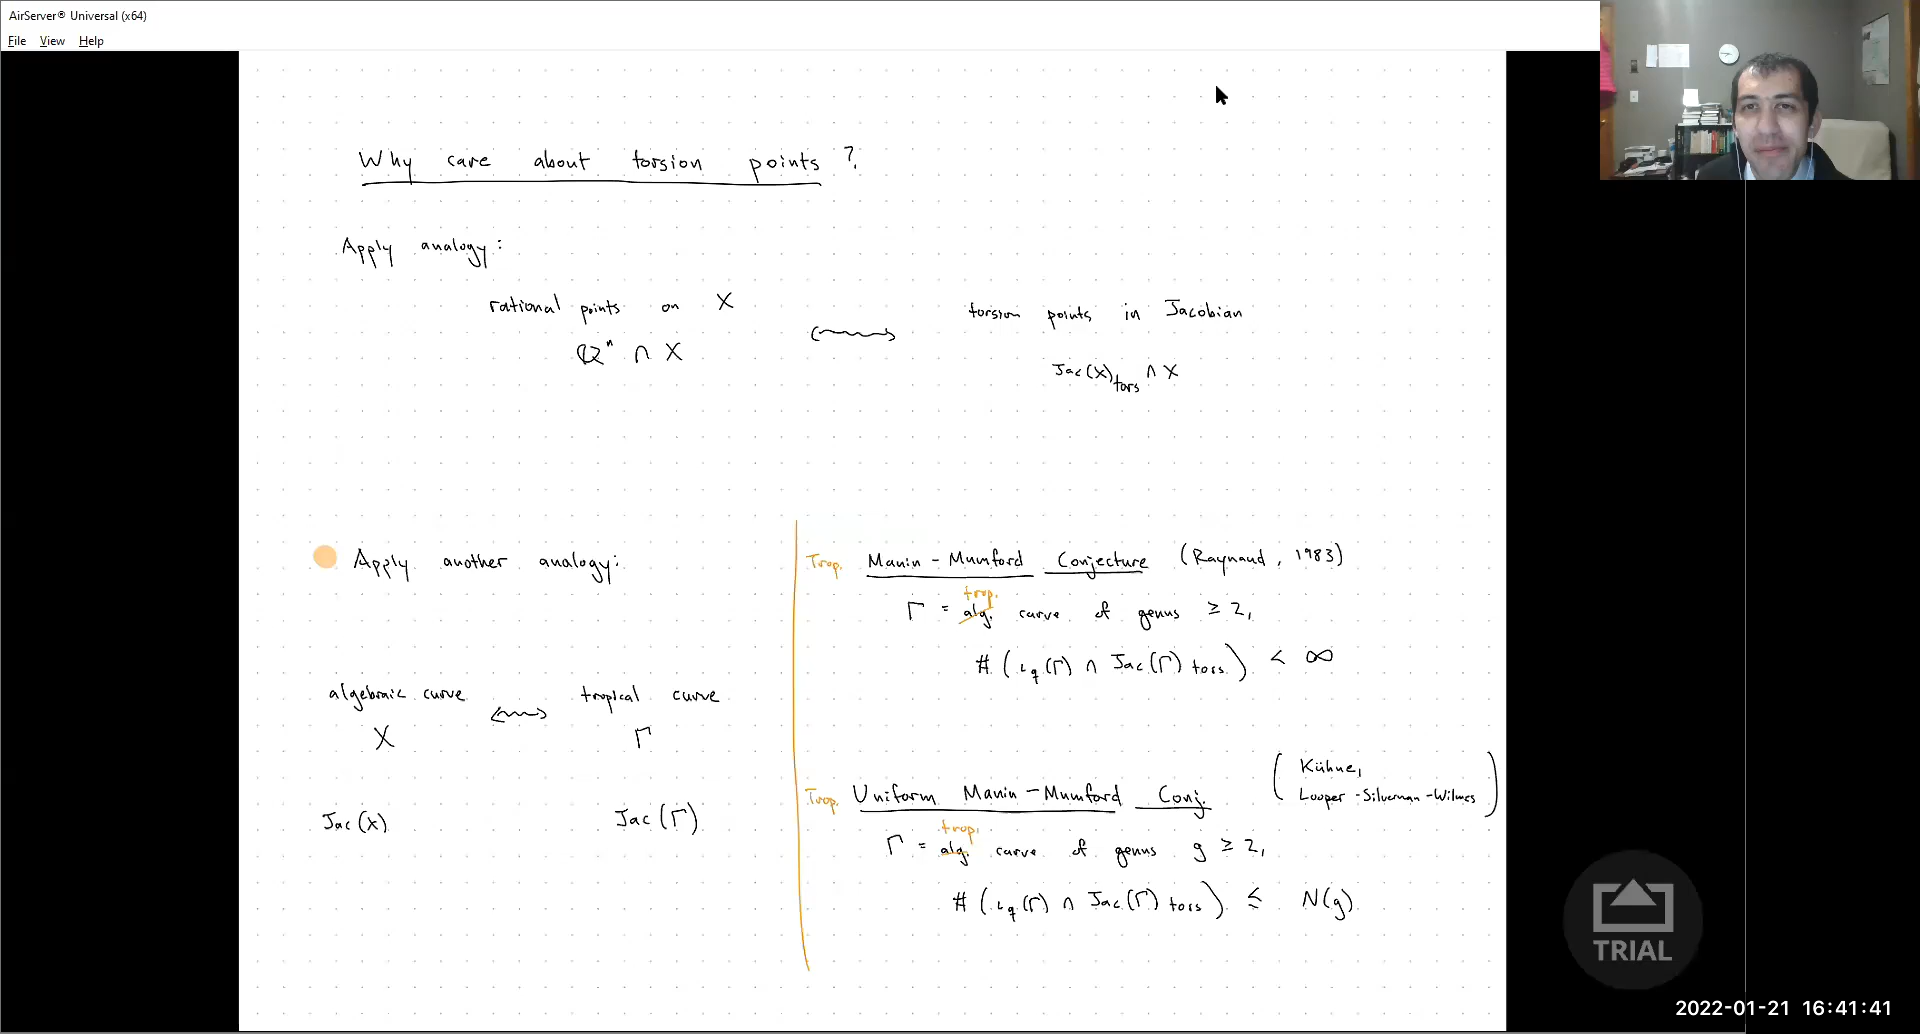 AirServer® Universal (x64)
File View Help
Why care about torsion points ?
Apply analogy:
rational points on X
ℚⁿ ∩ X
torsion points in Jacobian
Jac(X)tors ∩ X
Apply another analogy:
algebraic curve
tropical curve
X
Γ
Jac(X)
Jac(Γ)
Trop. Manin-Mumford Conjecture (Raynaud, 1983)
trop.
Γ = alg. curve of genus ≥ 2,
# (ιq(Γ) ∩ Jac(Γ) tors) < ∞
Trop. Uniform Manin-Mumford Conj.
(Kühne,
Looper-Silverman-Wilmes)
trop.
Γ = alg. curve of genus g ≥ 2,
# (ιq(Γ) ∩ Jac(Γ) tors) ≤ N(g)
TRIAL
2022-01-21 16:41:41